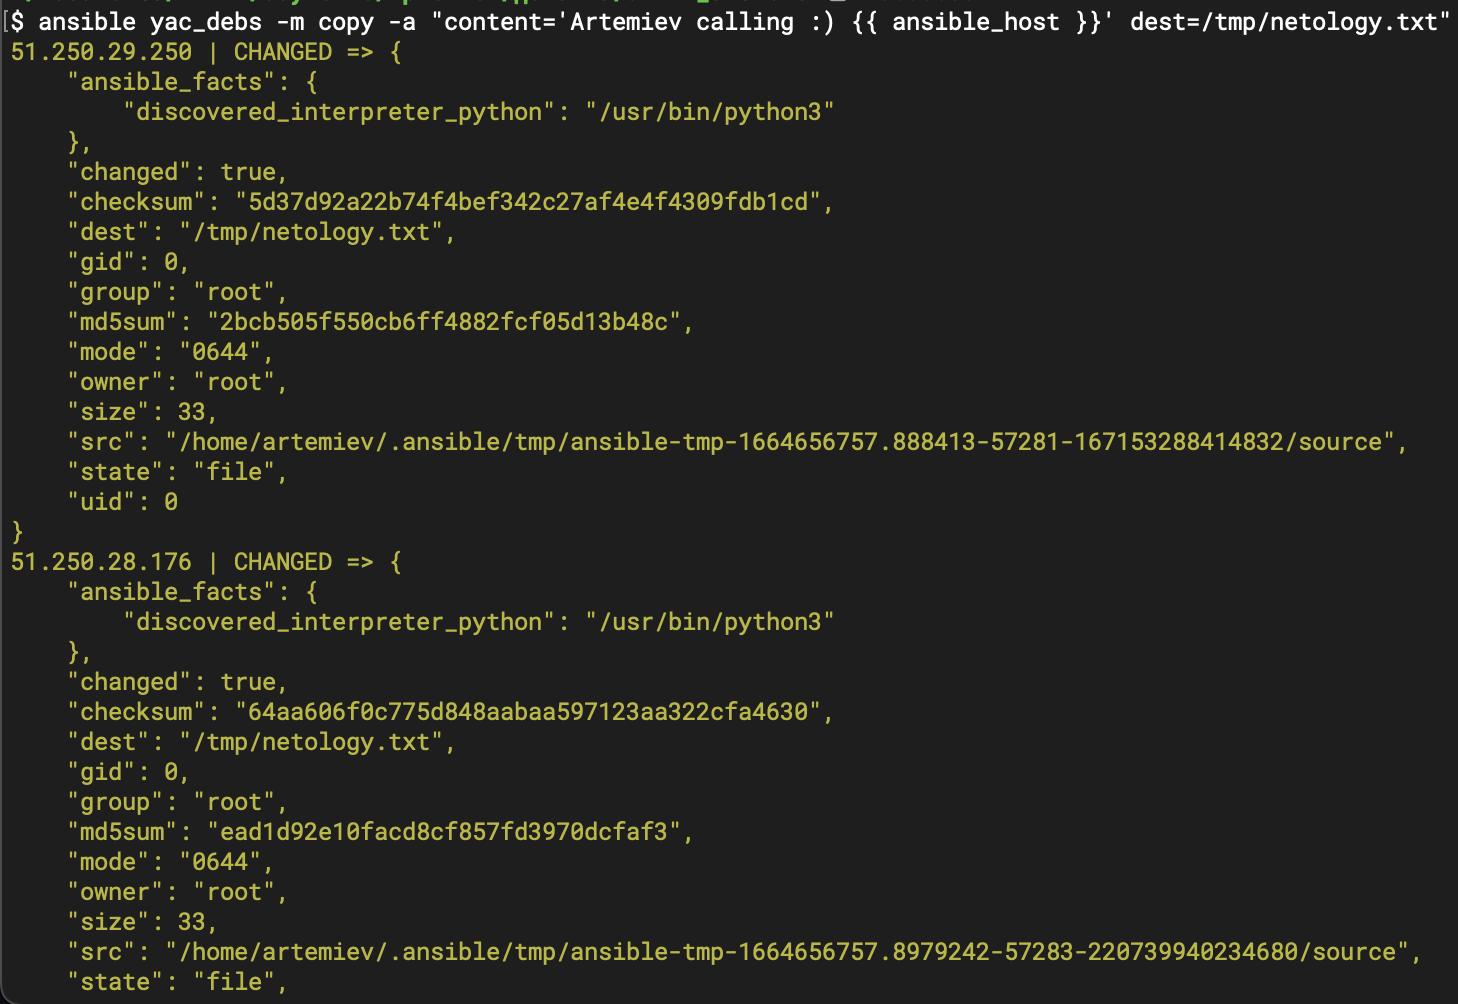 $ ansible yac_debs -m copy -a "content='Artemiev calling :) {{ ansible_host }}' dest=/tmp/netology.txt"
51.250.29.250 | CHANGED => {
    "ansible_facts": {
        "discovered_interpreter_python": "/usr/bin/python3"
    },
    "changed": true,
    "checksum": "5d37d92a22b74f4bef342c27af4e4f4309fdb1cd",
    "dest": "/tmp/netology.txt",
    "gid": 0,
    "group": "root",
    "md5sum": "2bcb505f550cb6ff4882fcf05d13b48c",
    "mode": "0644",
    "owner": "root",
    "size": 33,
    "src": "/home/artemiev/.ansible/tmp/ansible-tmp-1664656757.888413-57281-167153288414832/source",
    "state": "file",
    "uid": 0
}
51.250.28.176 | CHANGED => {
    "ansible_facts": {
        "discovered_interpreter_python": "/usr/bin/python3"
    },
    "changed": true,
    "checksum": "64aa606f0c775d848aabaa597123aa322cfa4630",
    "dest": "/tmp/netology.txt",
    "gid": 0,
    "group": "root",
    "md5sum": "ead1d92e10facd8cf857fd3970dcfaf3",
    "mode": "0644",
    "owner": "root",
    "size": 33,
    "src": "/home/artemiev/.ansible/tmp/ansible-tmp-1664656757.8979242-57283-220739940234680/source",
    "state": "file",